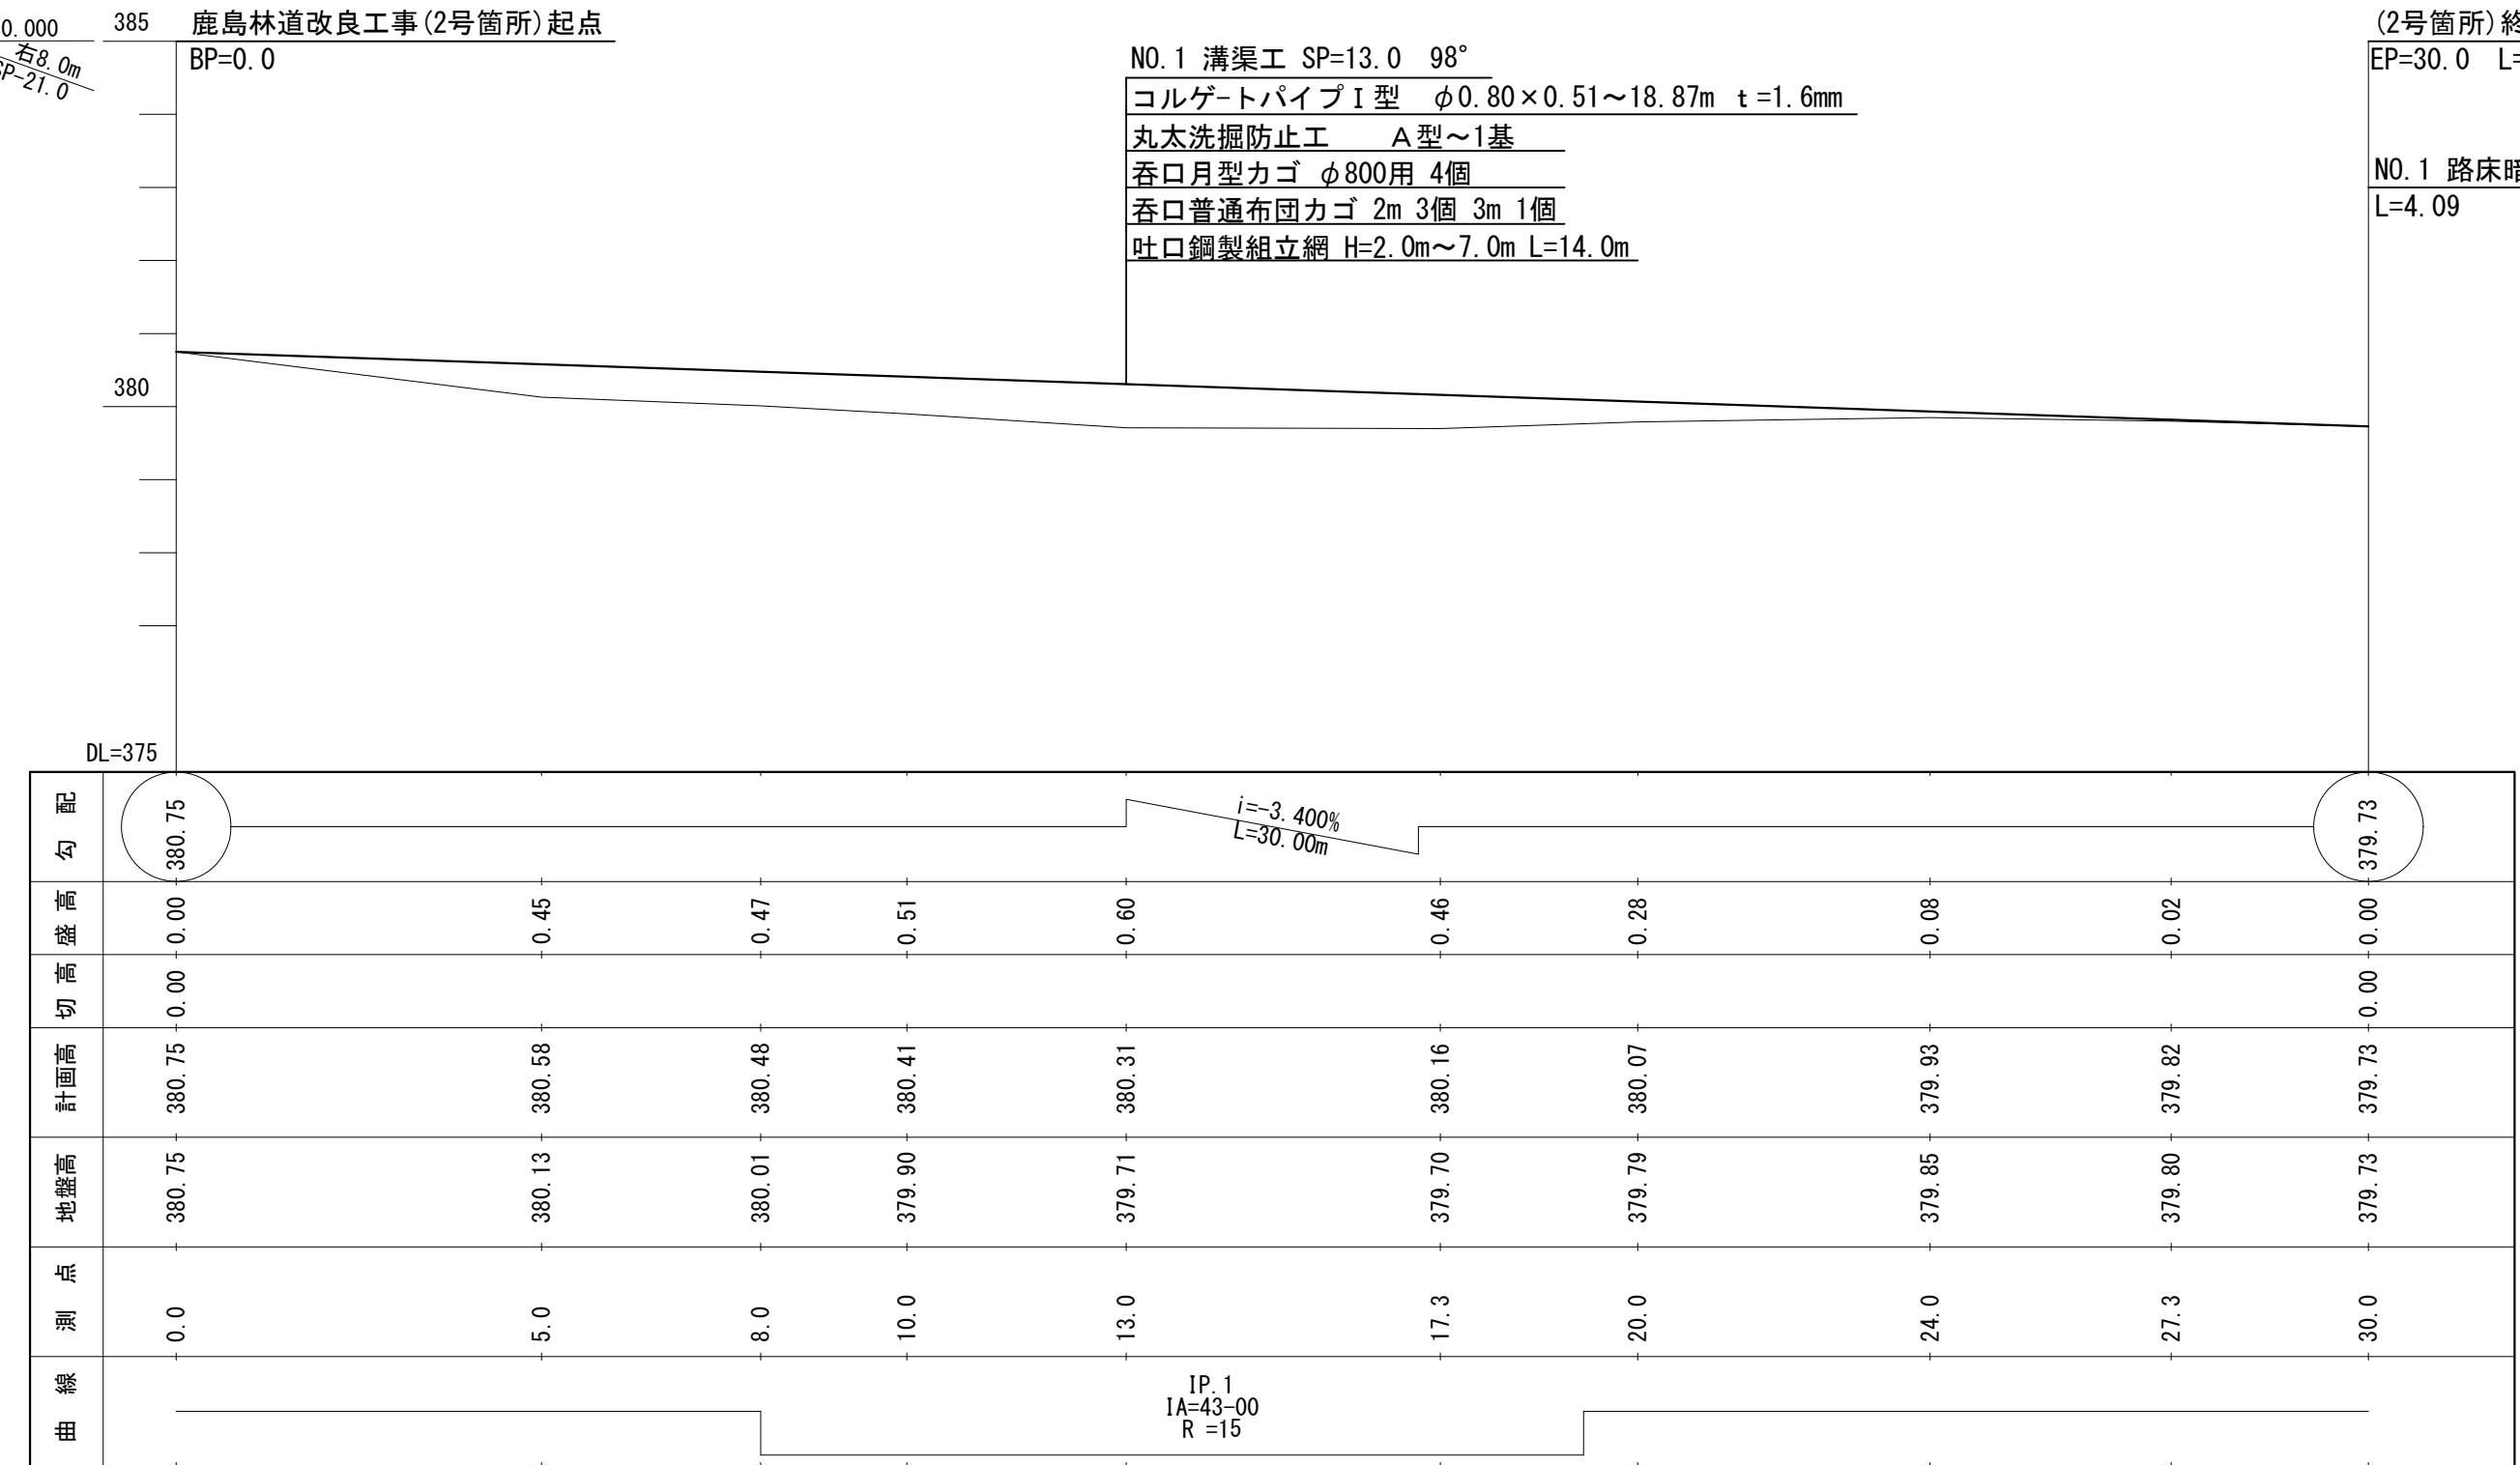 0.000
右8.0m
SP-21.0
385
鹿島林道改良工事(2号箇所)起点
BP=0.0
NO.1 溝渠工 SP=13.0 98°
コルゲートパイプⅠ型 φ0.80×0.51～18.87m t=1.6mm
丸太洗掘防止工 A型～1基
呑口月型カゴ φ800用 4個
呑口普通布団カゴ 2m 3個 3m 1個
吐口鋼製組立網 H=2.0m～7.0m L=14.0m
(2号箇所)終
EP=30.0 L=
NO.1 路床暗
L=4.09
380
DL=375
勾配 380.75 i=-3.400% 379.73
L=30.00m
盛高 0.00 0.45 0.47 0.51 0.60 0.46 0.28 0.08 0.02 0.00
切高 0.00 0.00
計画高 380.75 380.58 380.48 380.41 380.31 380.16 380.07 379.93 379.82 379.73
地盤高 380.75 380.13 380.01 379.90 379.71 379.70 379.79 379.85 379.80 379.73
測点 0.0 5.0 8.0 10.0 13.0 17.3 20.0 24.0 27.3 30.0
曲線
IP.1
IA=43-00
R =15